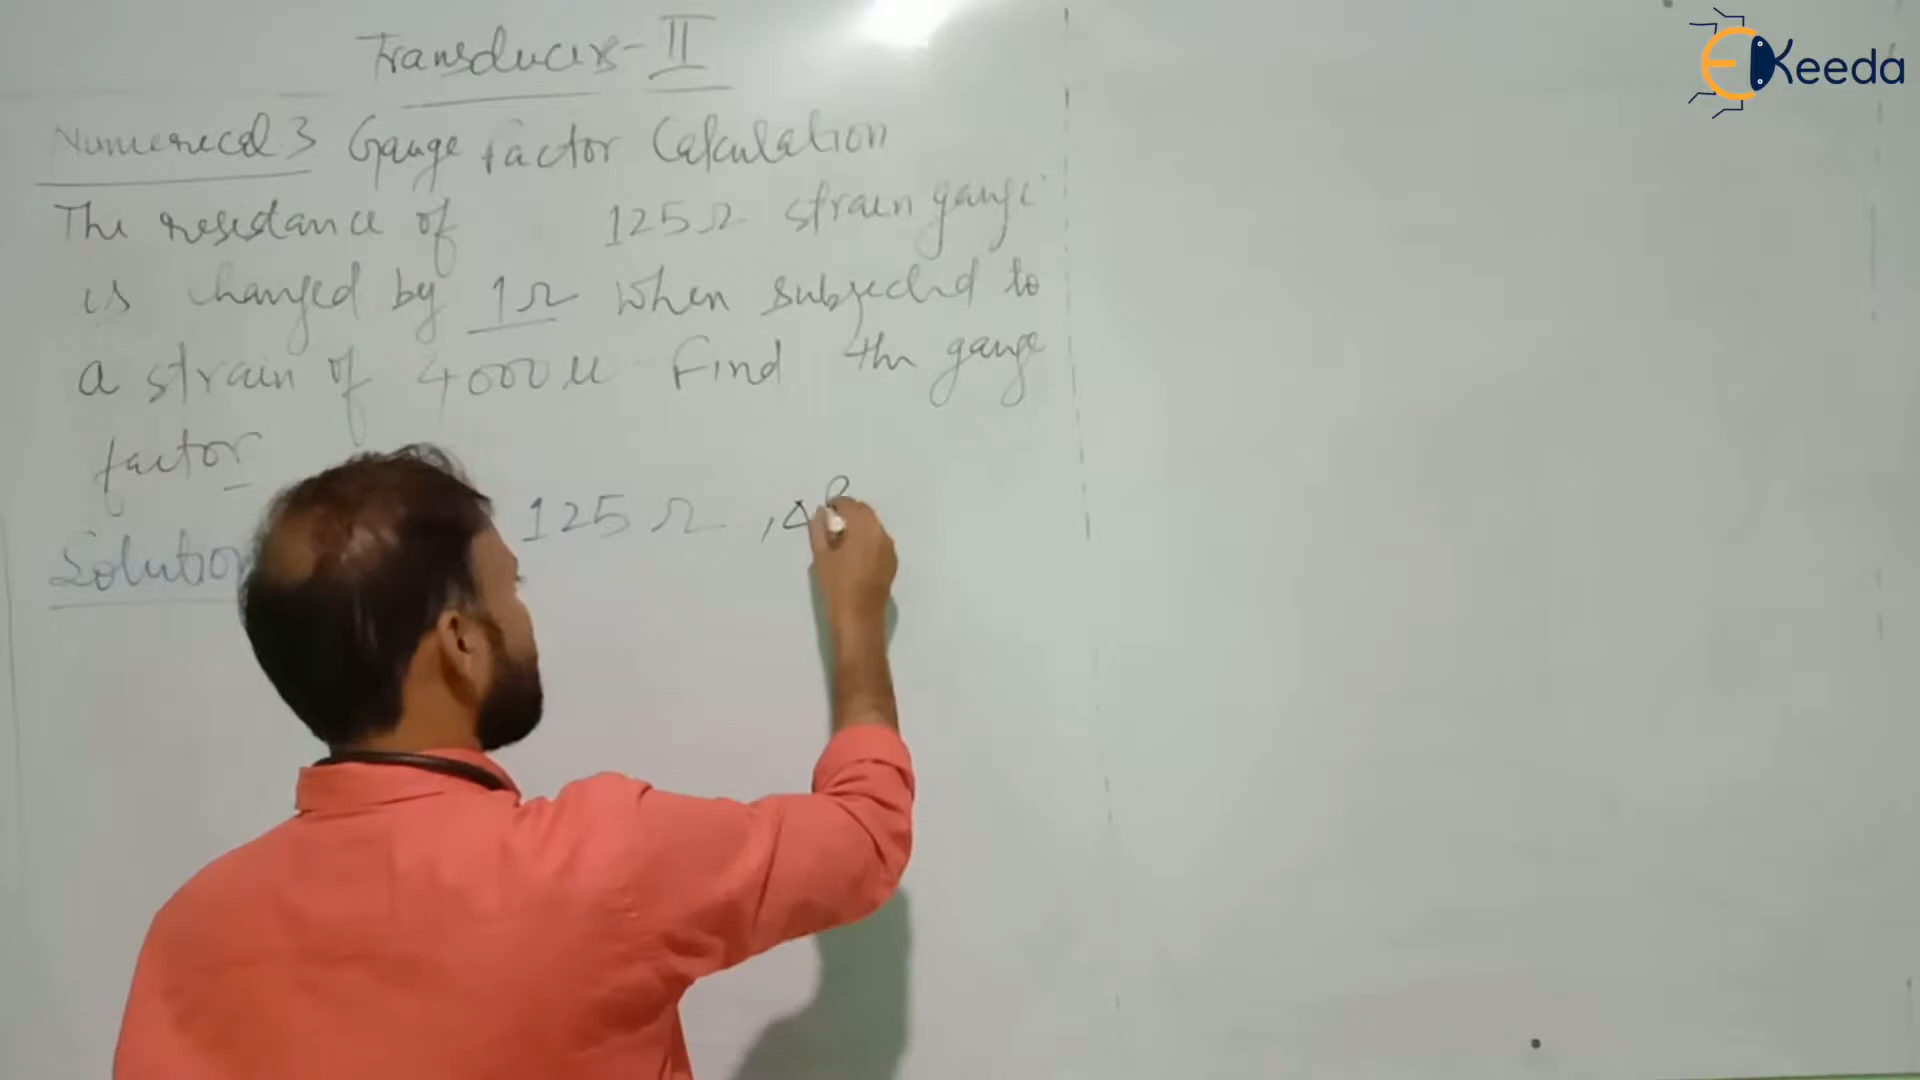 Transducers-II
EKeeda
Numerical 3 Gauge factor Calculation
The resistance of 125Ω strain gauge
is changed by 1Ω when subjected to
a strain of 4000μ Find the gauge
factor
Solution 125Ω , ΔR